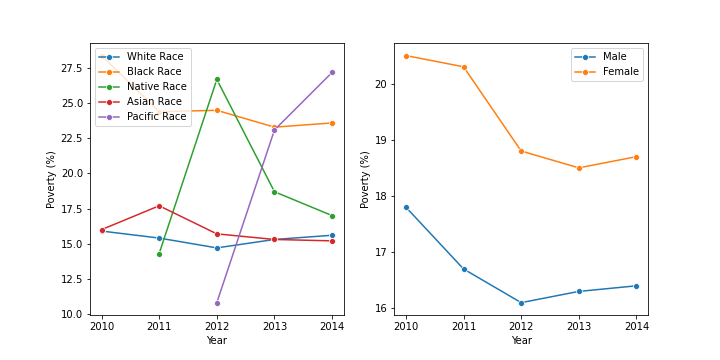 White Race
Black Race
Native Race
Asian Race
Pacific Race
27.5
25.0
22.5
20.0
17.5
15.0
12.5
10.0
Poverty (%)
2010 2011 2012 2013 2014
Year
Male
Female
20
19
18
17
16
Poverty (%)
2010 2011 2012 2013 2014
Year